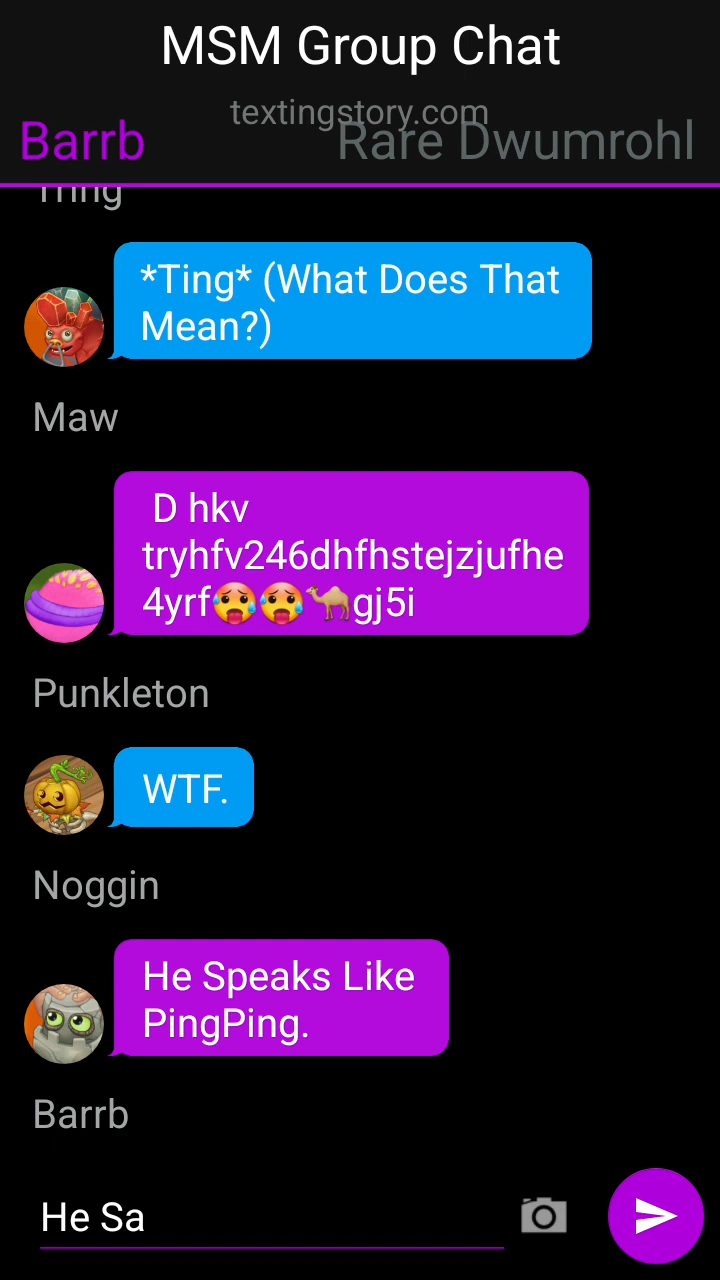 MSM Group Chat
textingstory.com
Barrb
Rare Dwumrohl
*Ting* (What Does That
Mean?)
Maw
D hkv
tryhfv246dhfhstejzjufhe
4yrf🥵🥵🐪gj5i
Punkleton
WTF.
Noggin
He Speaks Like
PingPing.
Barrb
He Sa